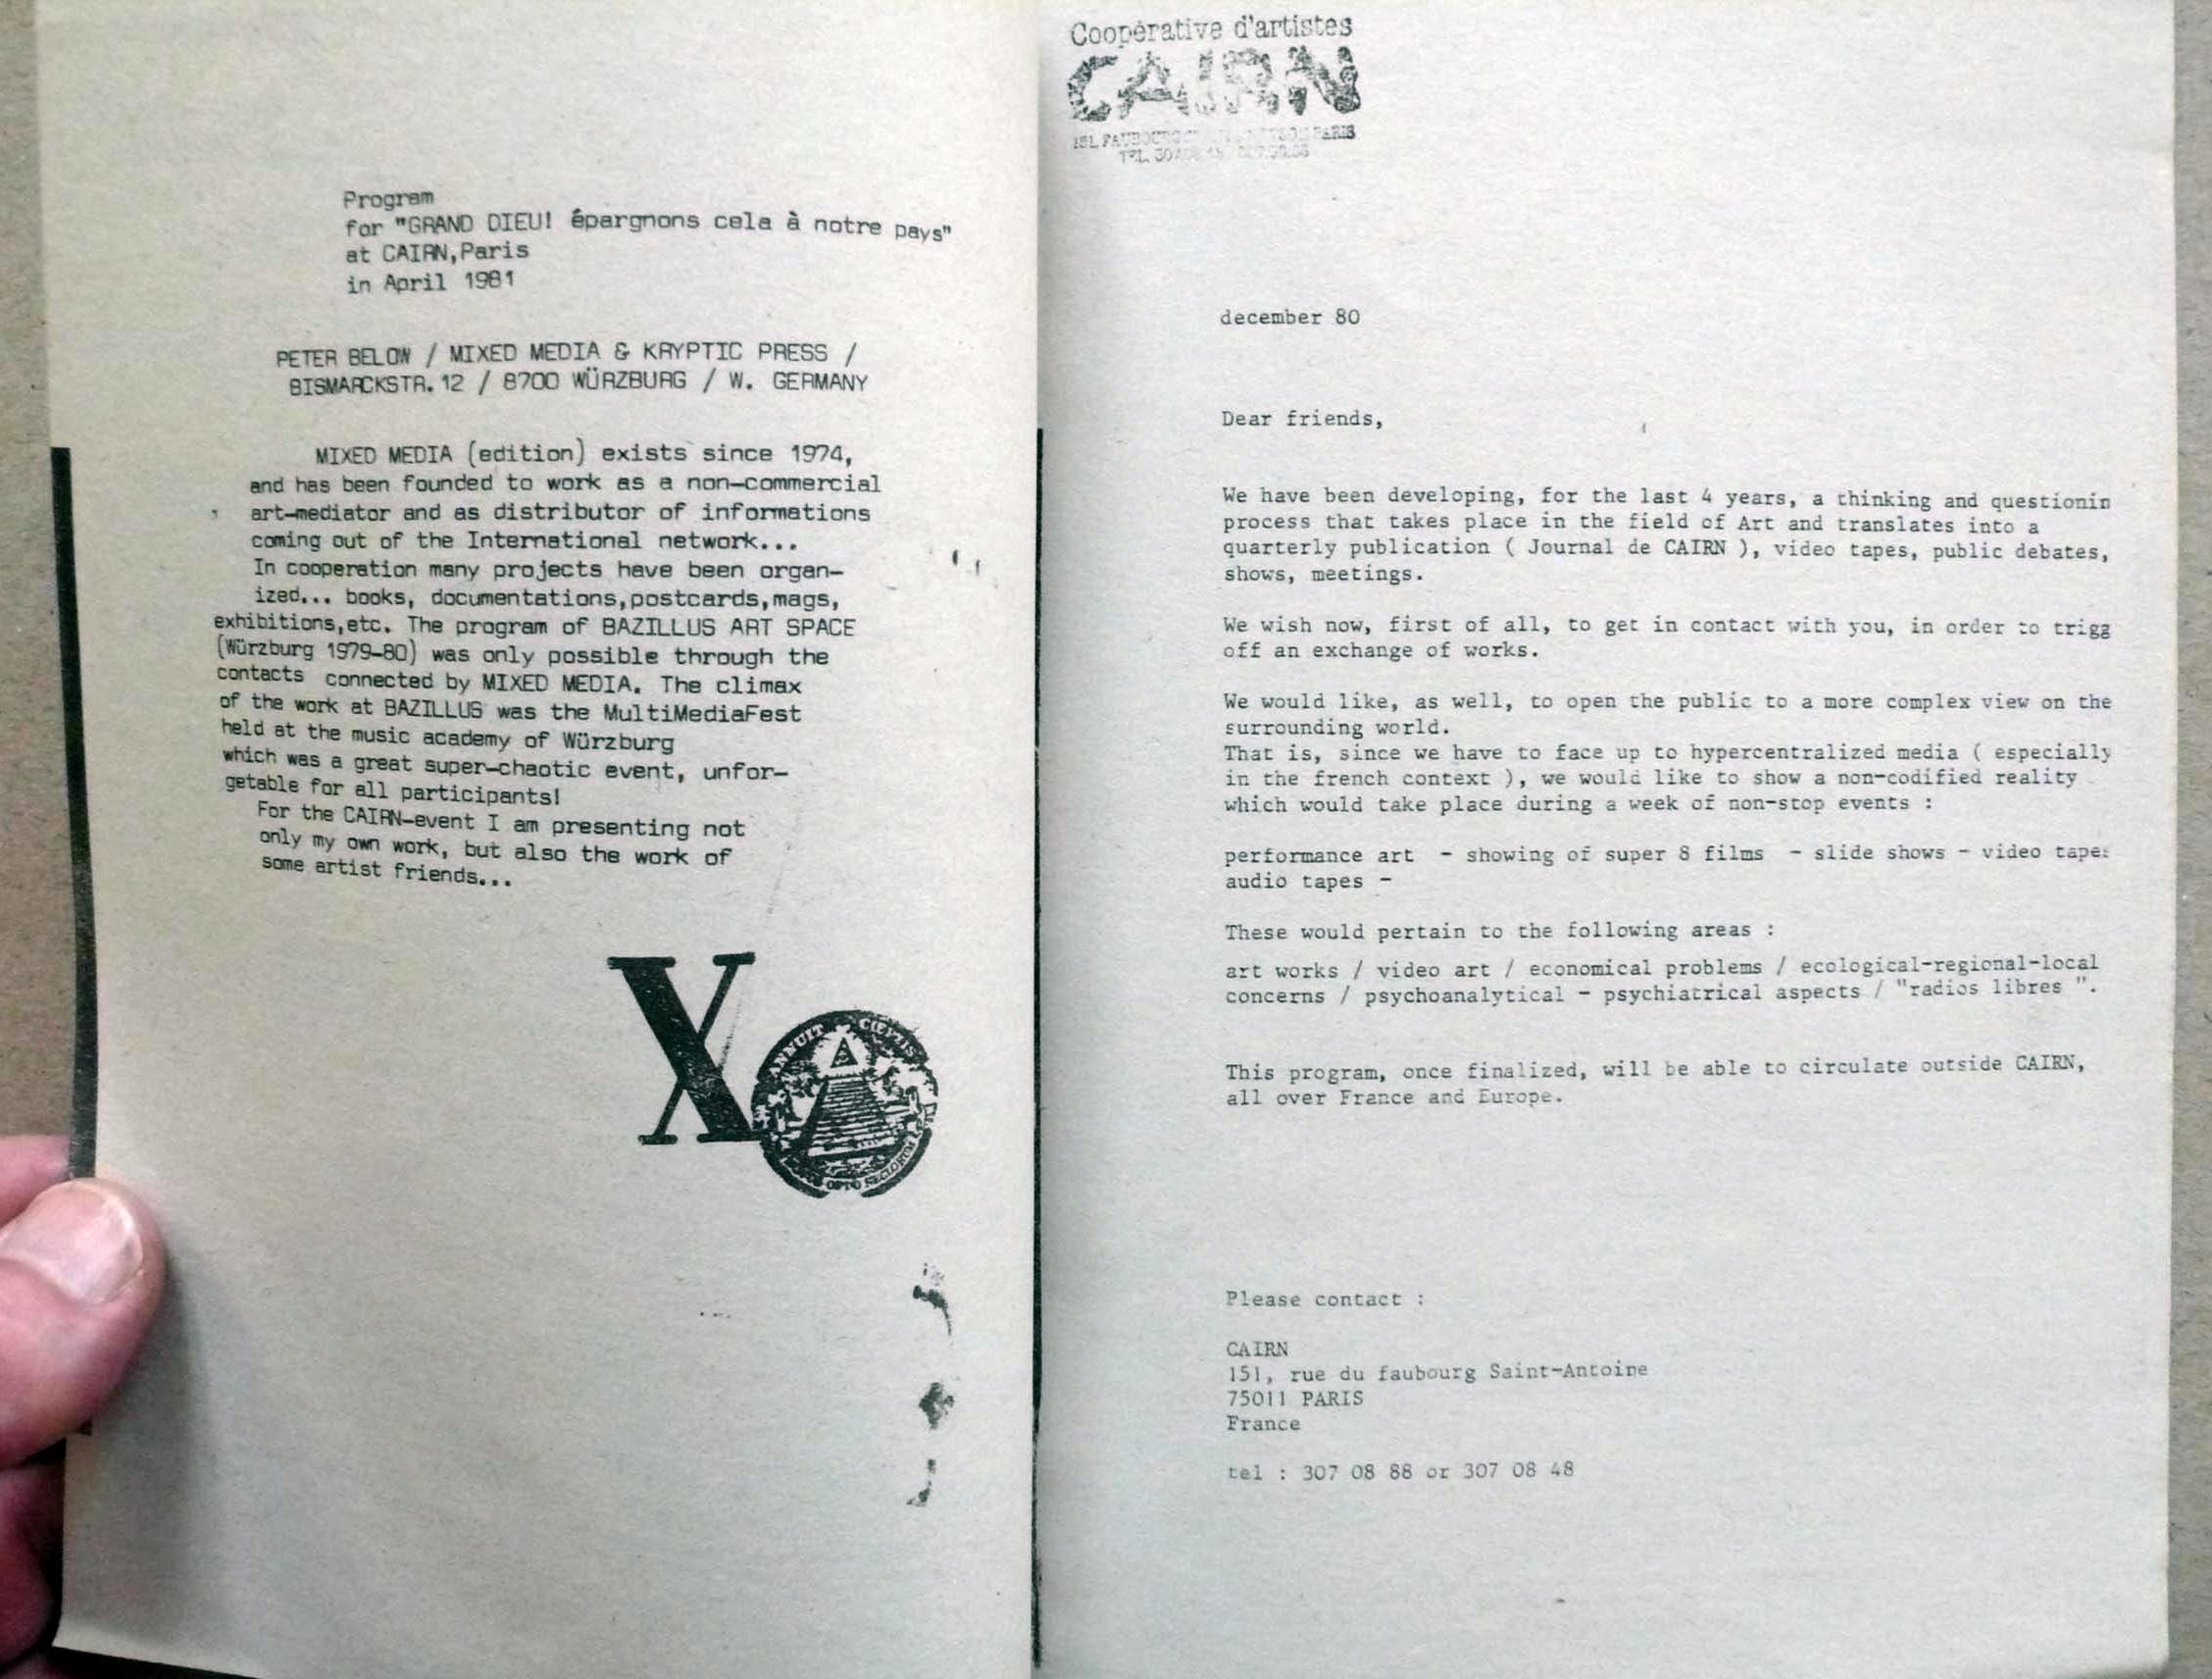 Program
for "GRAND DIEU! épargnons cela à notre pays"
at CAIRN,Paris
in April 1981
PETER BELOW / MIXED MEDIA & KRYPTIC PRESS /
BISMARCKSTR.12 / 8700 WÜRZBURG / W. GERMANY
MIXED MEDIA (edition) exists since 1974,
and has been founded to work as a non-commercial
art-mediator and as distributor of informations
coming out of the International network...
In cooperation many projects have been organ-
ized... books, documentations,postcards,mags,
exhibitions,etc. The program of BAZILLUS ART SPACE
(Würzburg 1979-80) was only possible through the
contacts connected by MIXED MEDIA. The climax
of the work at BAZILLUS was the MultiMediaFest
held at the music academy of Würzburg
which was a great super-chaotic event, unfor-
getable for all participants!
For the CAIRN-event I am presenting not
only my own work, but also the work of
some artist friends...
X
ANNUIT CŒPTIS
ORDO SECLORUM
Coopérative d'artistes
CAIRN
151, FAUBOURG PARIS
TEL.
december 80
Dear friends,
We have been developing, for the last 4 years, a thinking and questionin
process that takes place in the field of Art and translates into a
quarterly publication ( Journal de CAIRN ), video tapes, public debates,
shows, meetings.
We wish now, first of all, to get in contact with you, in order to trigg
off an exchange of works.
We would like, as well, to open the public to a more complex view on the
surrounding world.
That is, since we have to face up to hypercentralized media ( especially
in the french context ), we would like to show a non-codified reality
which would take place during a week of non-stop events :
performance art - showing of super 8 films - slide shows - video tapes
audio tapes -
These would pertain to the following areas :
art works / video art / economical problems / ecological-regional-local
concerns / psychoanalytical - psychiatrical aspects / "radios libres ".
This program, once finalized, will be able to circulate outside CAIRN,
all over France and Europe.
Please contact :
CAIRN
151, rue du faubourg Saint-Antoine
75011 PARIS
France
tel : 307 08 88 or 307 08 48